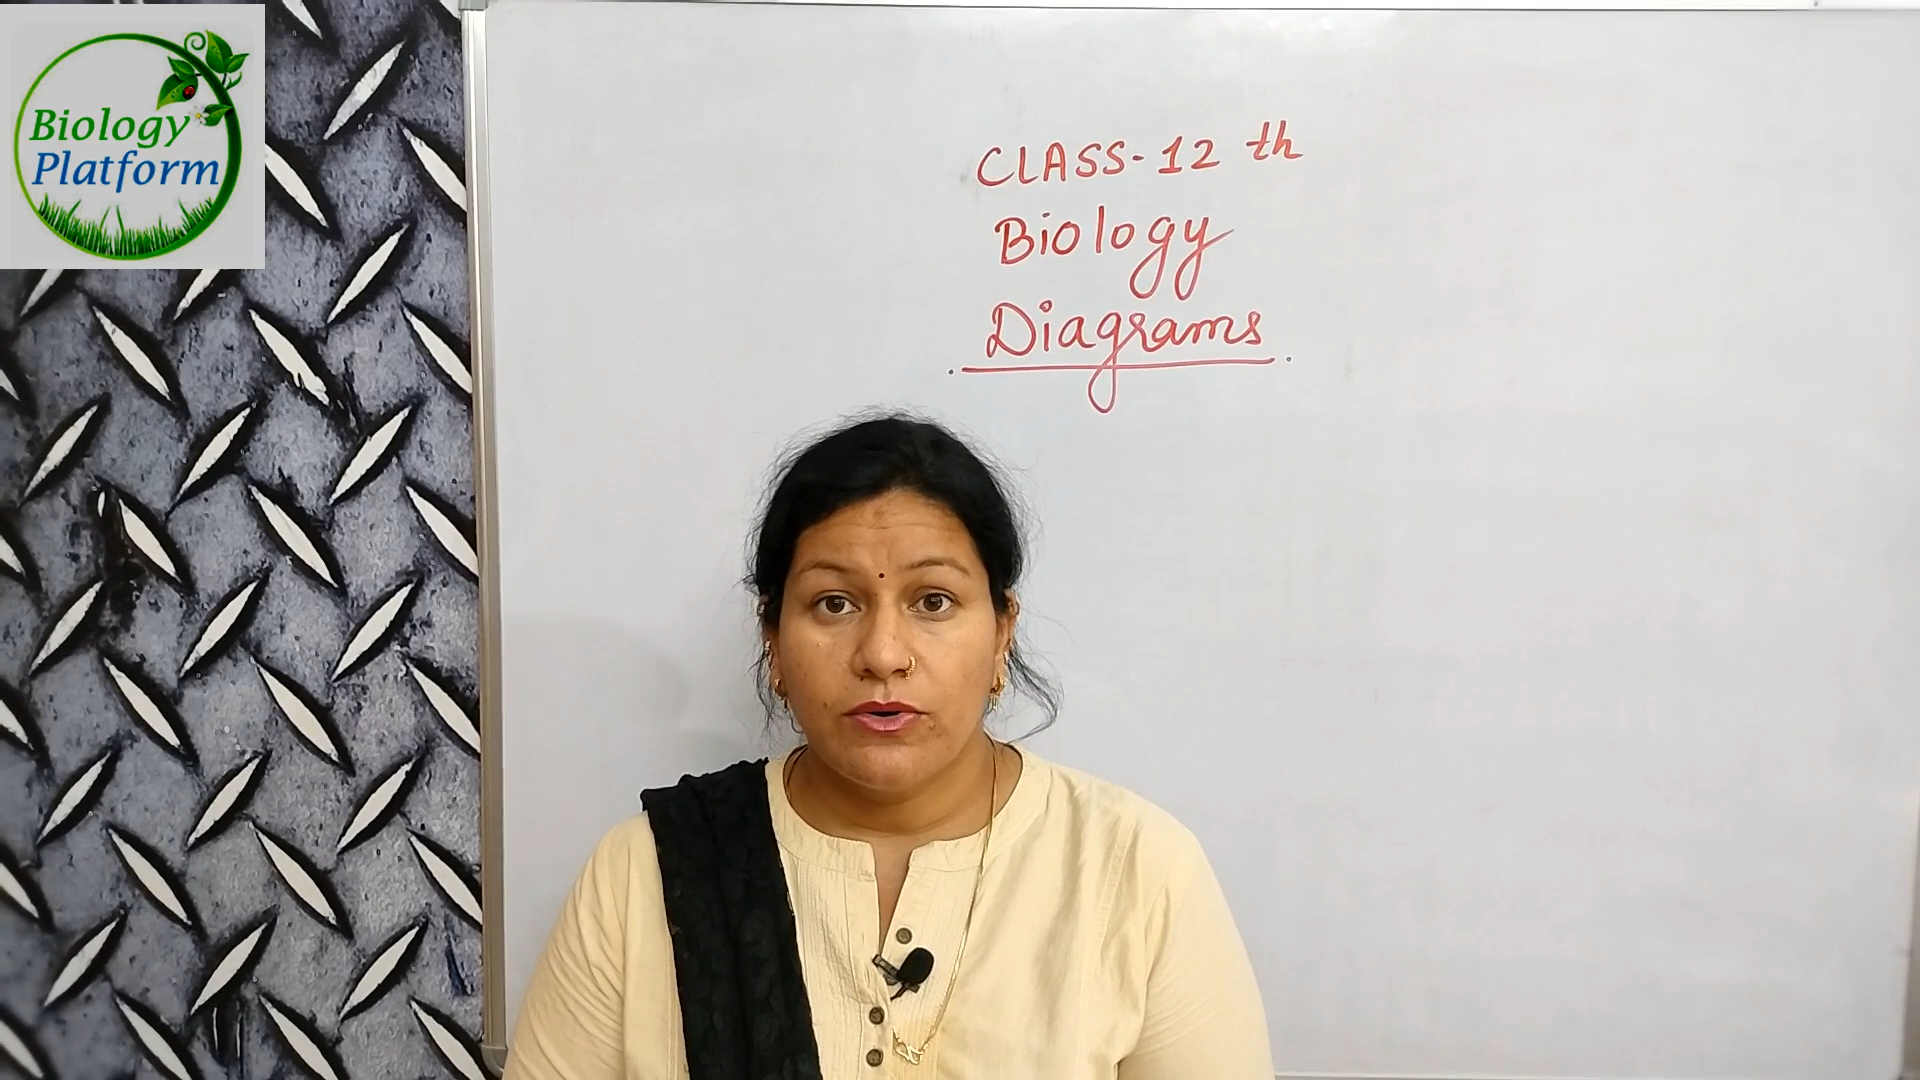 Biology
Platform
CLASS-12 th
Biology
Diagrams